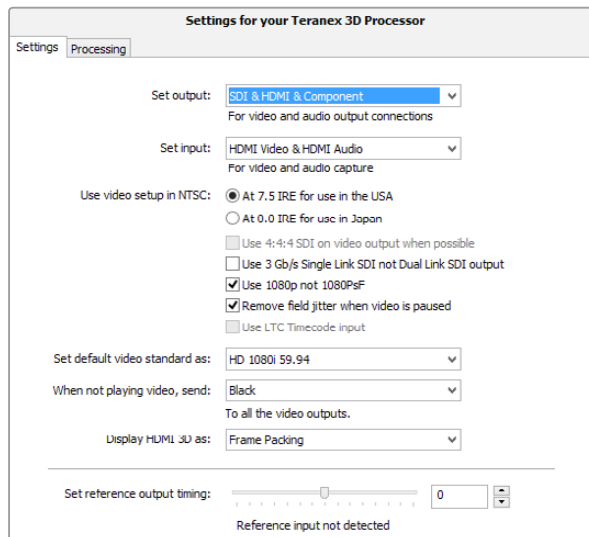 Settings for your Teranex 3D Processor
Settings
Processing
Set output:
SDI & HDMI & Component
For video and audio output connections
Set input:
HDMI Video & HDMI Audio
For video and audio capture
Use video setup in NTSC:
At 7.5 IRE for use in the USA
At 0.0 IRE for use in Japan
Use 4:4:4 SDI on video output when possible
Use 3 Gb/s Single Link SDI not Dual Link SDI output
Use 1080p not 1080PsF
Remove field jitter when video is paused
Use LTC Timecode input
Set default video standard as:
HD 1080i 59.94
When not playing video, send:
Black
To all the video outputs.
Display HDMI 3D as:
Frame Packing
Set reference output timing:
0
Reference input not detected